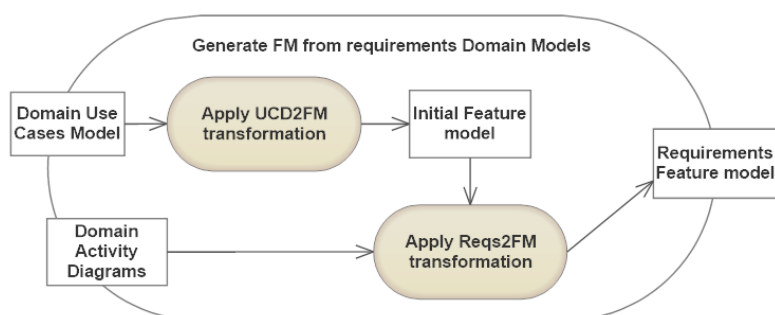 Generate FM from requirements Domain Models
Domain Use
Cases Model
Apply UCD2FM
transformation
Initial Feature
model
Requirements
Feature model
Domain
Activity
Diagrams
Apply Reqs2FM
transformation